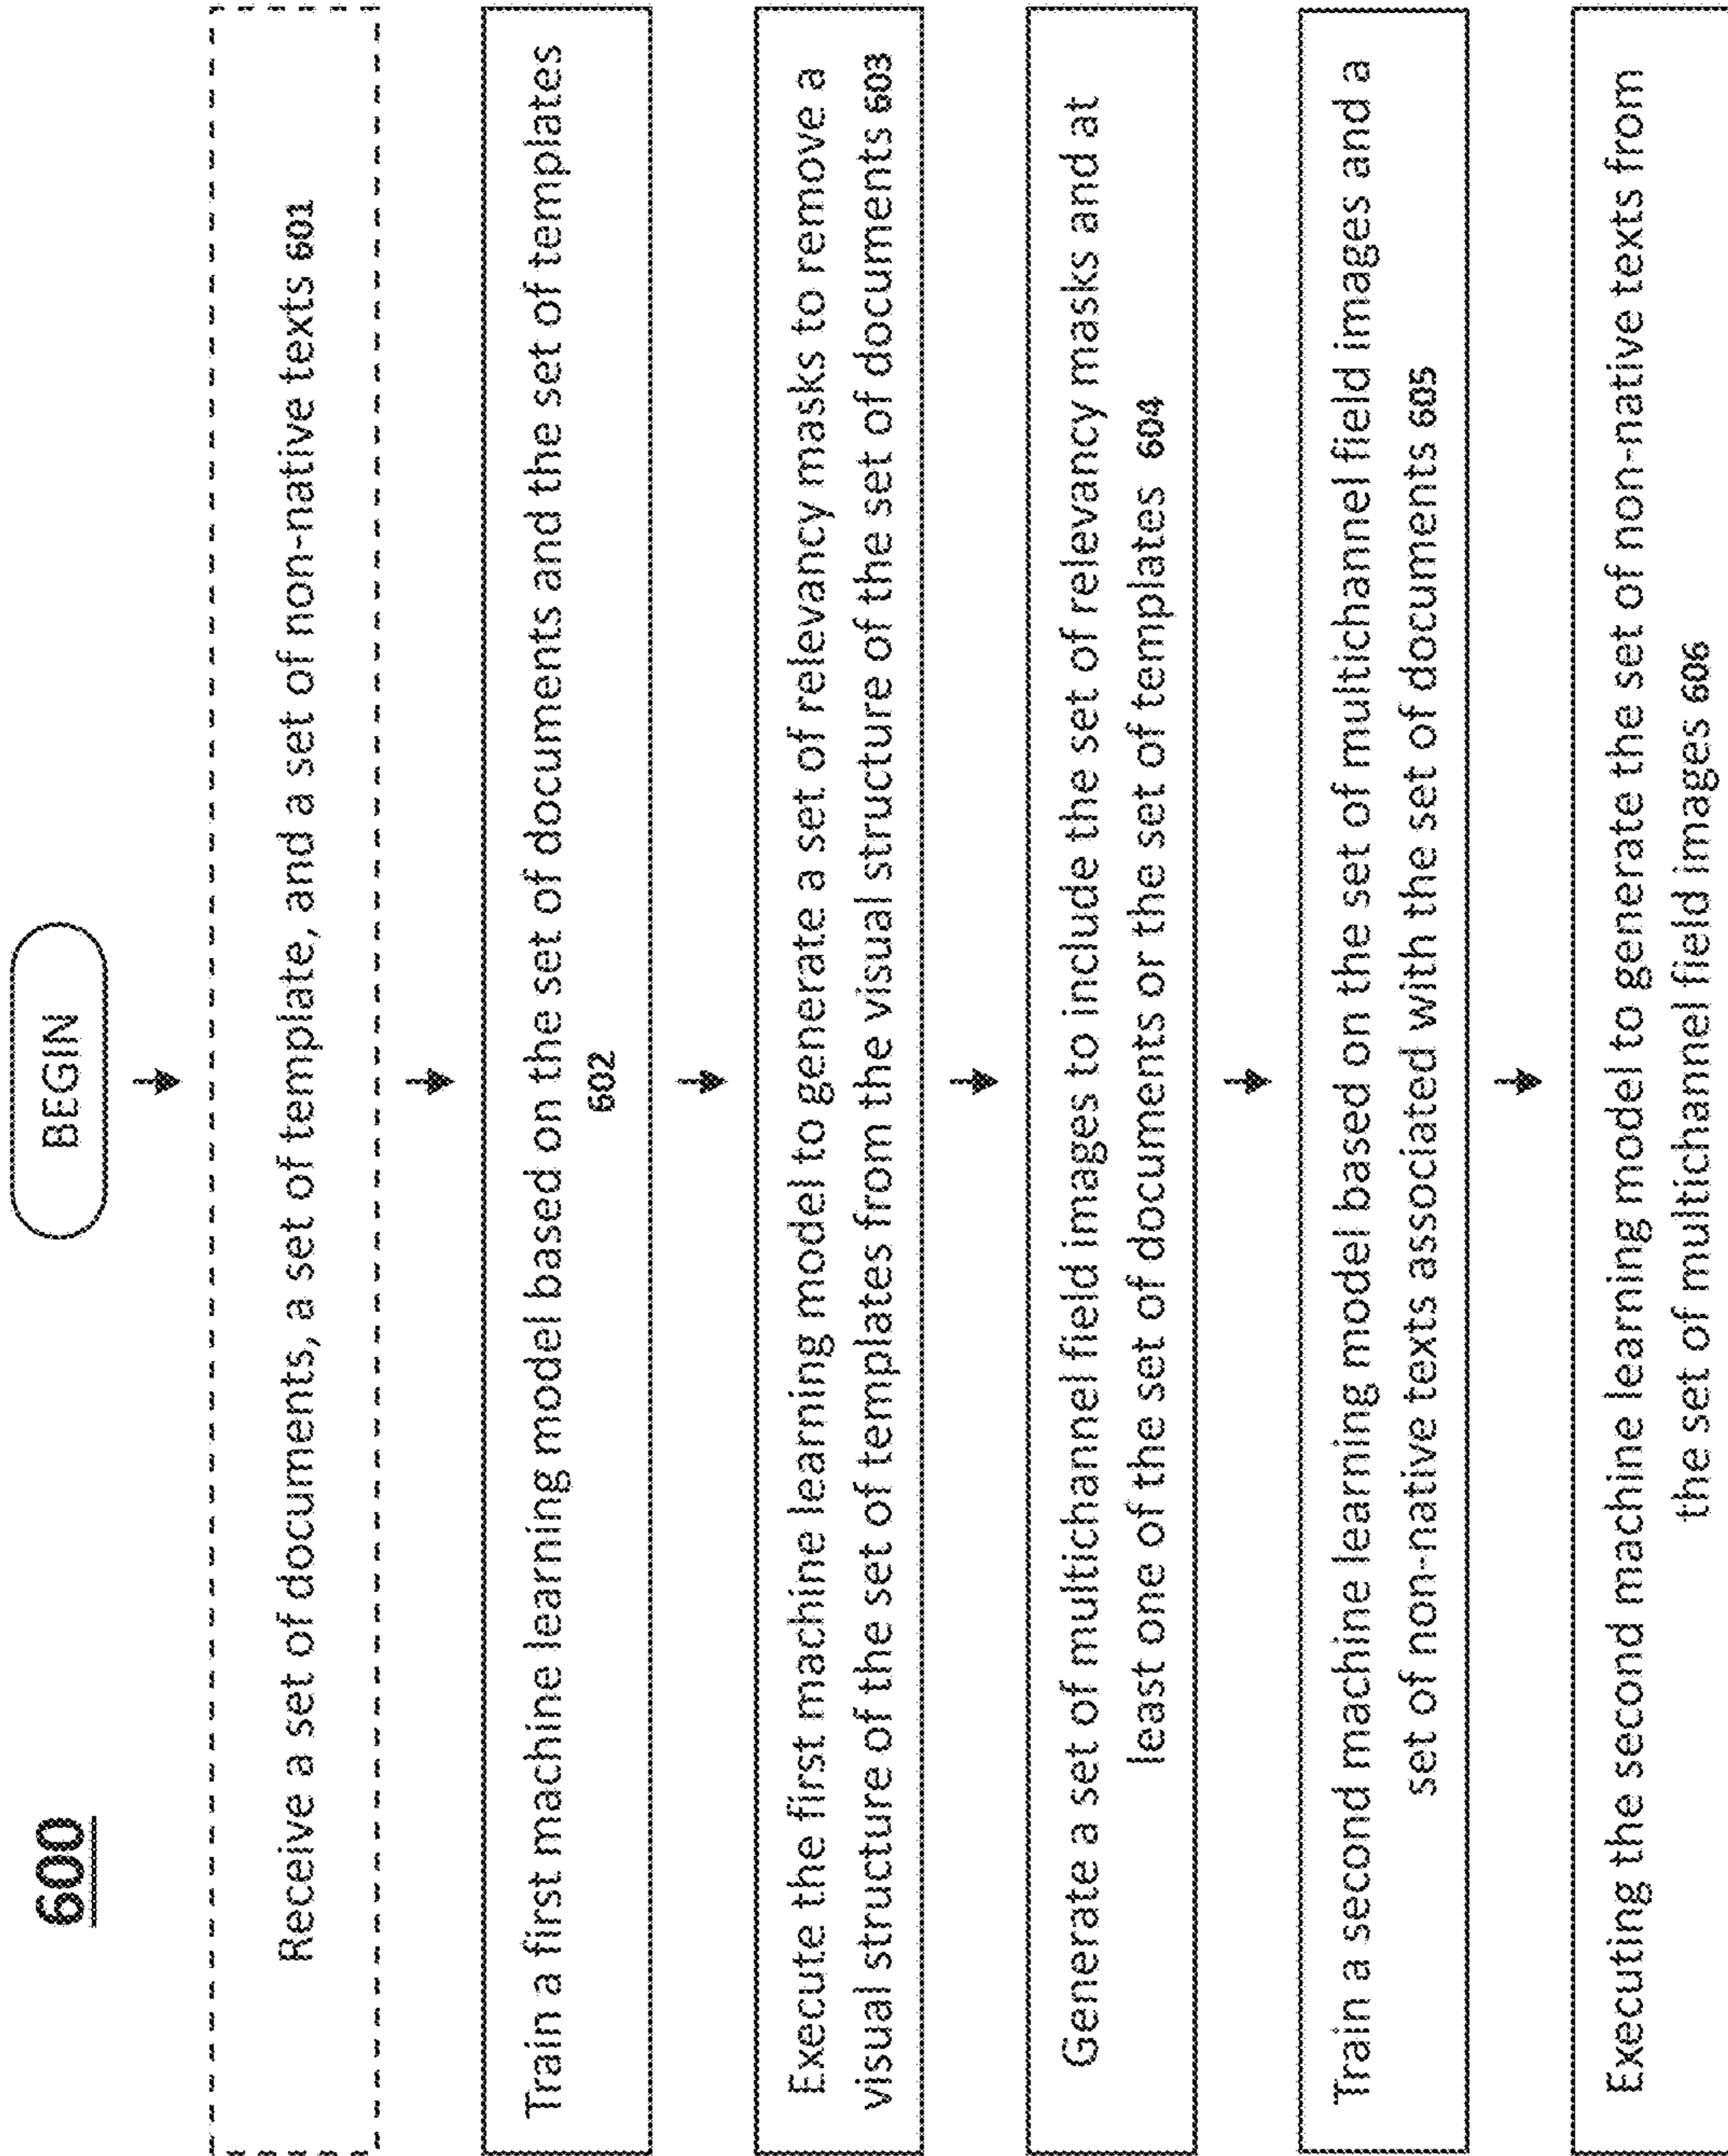 600
BEGIN
Receive a set of documents, a set of template, and a set of non-native texts 601
Train a first machine learning model based on the set of documents and the set of templates
602
Execute the first machine learning model to generate a set of relevancy masks to remove a
visual structure of the set of templates from the visual structure of the set of documents 603
Generate a set of multichannel field images to include the set of relevancy masks and at
least one of the set of documents or the set of templates 604
Train a second machine learning model based on the set of multichannel field images and a
set of non-native texts associated with the set of documents 605
Executing the second machine learning model to generate the set of non-native texts from
the set of multichannel field images 606